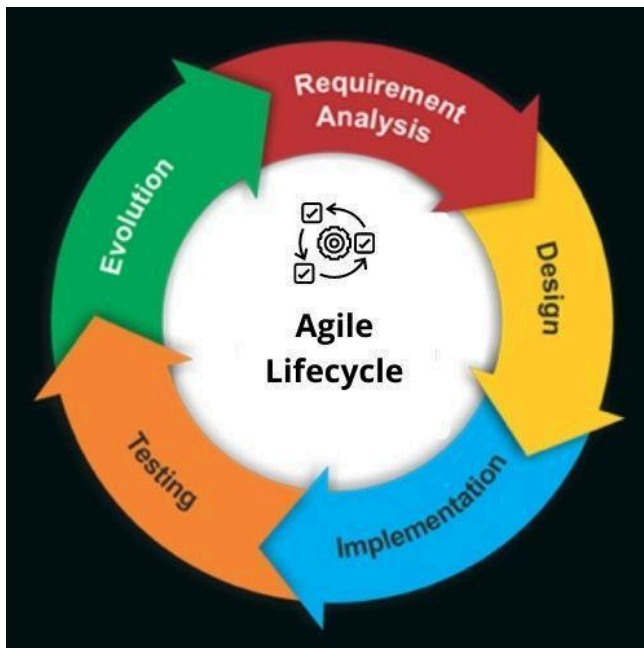 Requirement
Analysis
Design
Implementation
Testing
Evolution
Agile
Lifecycle